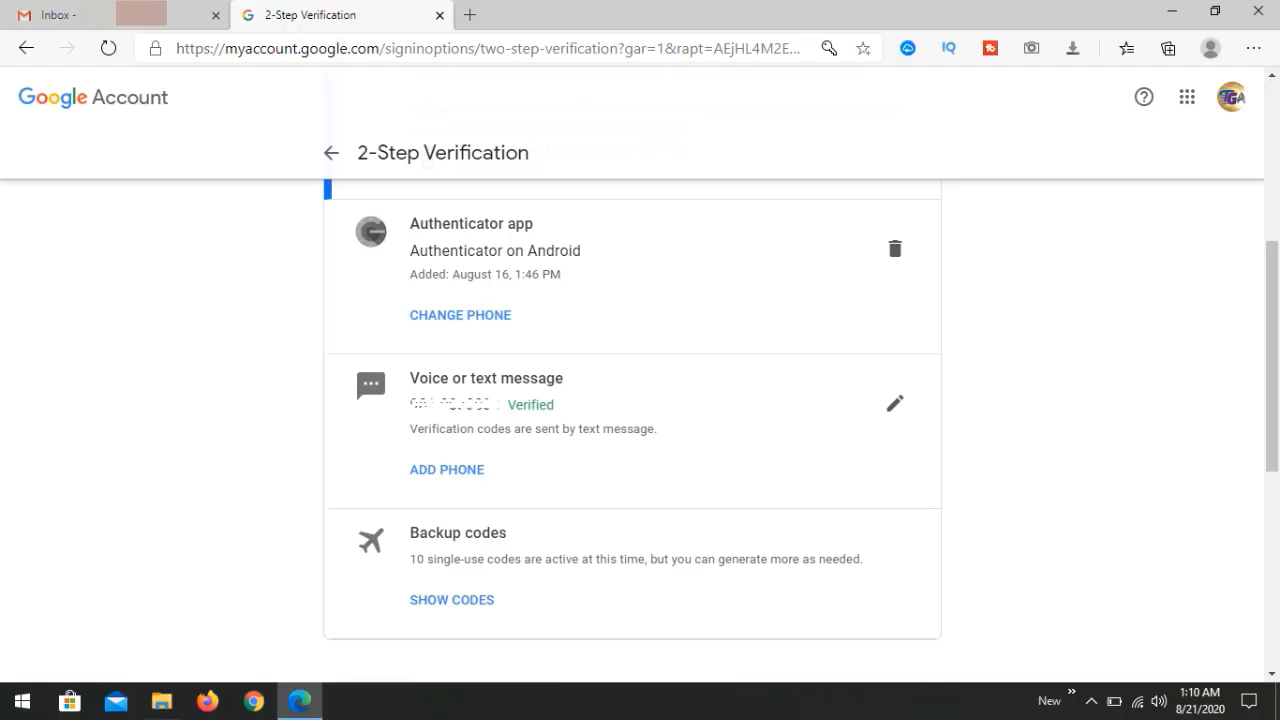 Inbox -
2-Step Verification
https://myaccount.google.com/signinoptions/two-step-verification?gar=1&rapt=AEjHL4M2E...
IQ
Google Account
TGA
2-Step Verification
Authenticator app
Authenticator on Android
Added: August 16, 1:46 PM
CHANGE PHONE
Voice or text message
Verified
Verification codes are sent by text message.
ADD PHONE
Backup codes
10 single-use codes are active at this time, but you can generate more as needed.
SHOW CODES
New
1:10 AM
8/21/2020